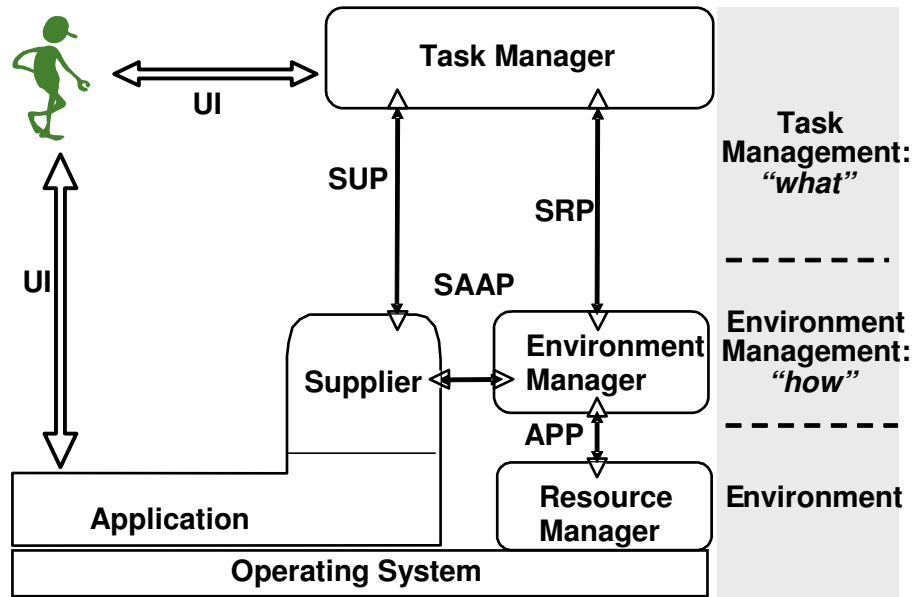 Task Manager
UI
SUP
SRP
Task
Management:
“what”
UI
SAAP
Supplier
Environment
Manager
Environment
Management:
“how”
APP
Application
Resource
Manager
Environment
Operating System